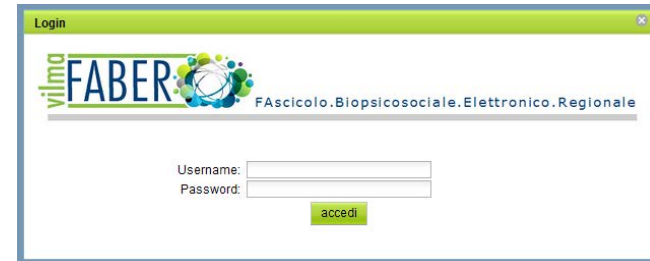 Login
vilma
FABER
FAscicolo.Biopsicosociale.Elettronico.Regionale
Username:
Password:
accedi